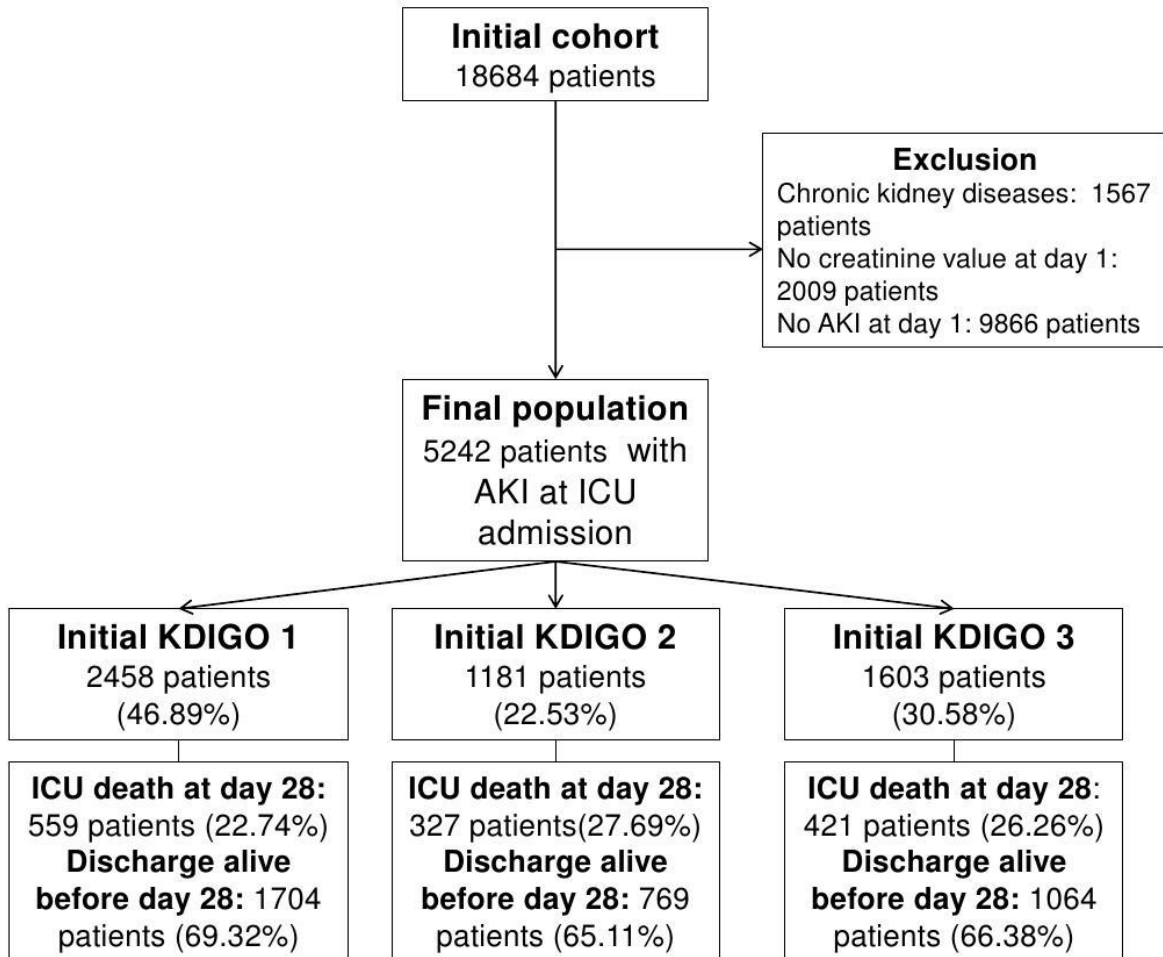 Initial cohort
18684 patients
Exclusion
Chronic kidney diseases:  1567
patients
No creatinine value at day 1:
2009 patients
No AKI at day 1: 9866 patients
Final population
5242 patients  with
AKI at ICU
admission
Initial KDIGO 1
2458 patients
(46.89%)
Initial KDIGO 2
1181 patients
(22.53%)
Initial KDIGO 3
1603 patients
(30.58%)
ICU death at day 28:
559 patients (22.74%)
Discharge alive
before day 28: 1704
patients (69.32%)
ICU death at day 28:
327 patients(27.69%)
Discharge alive
before day 28: 769
patients (65.11%)
ICU death at day 28:
421 patients (26.26%)
Discharge alive
before day 28: 1064
patients (66.38%)